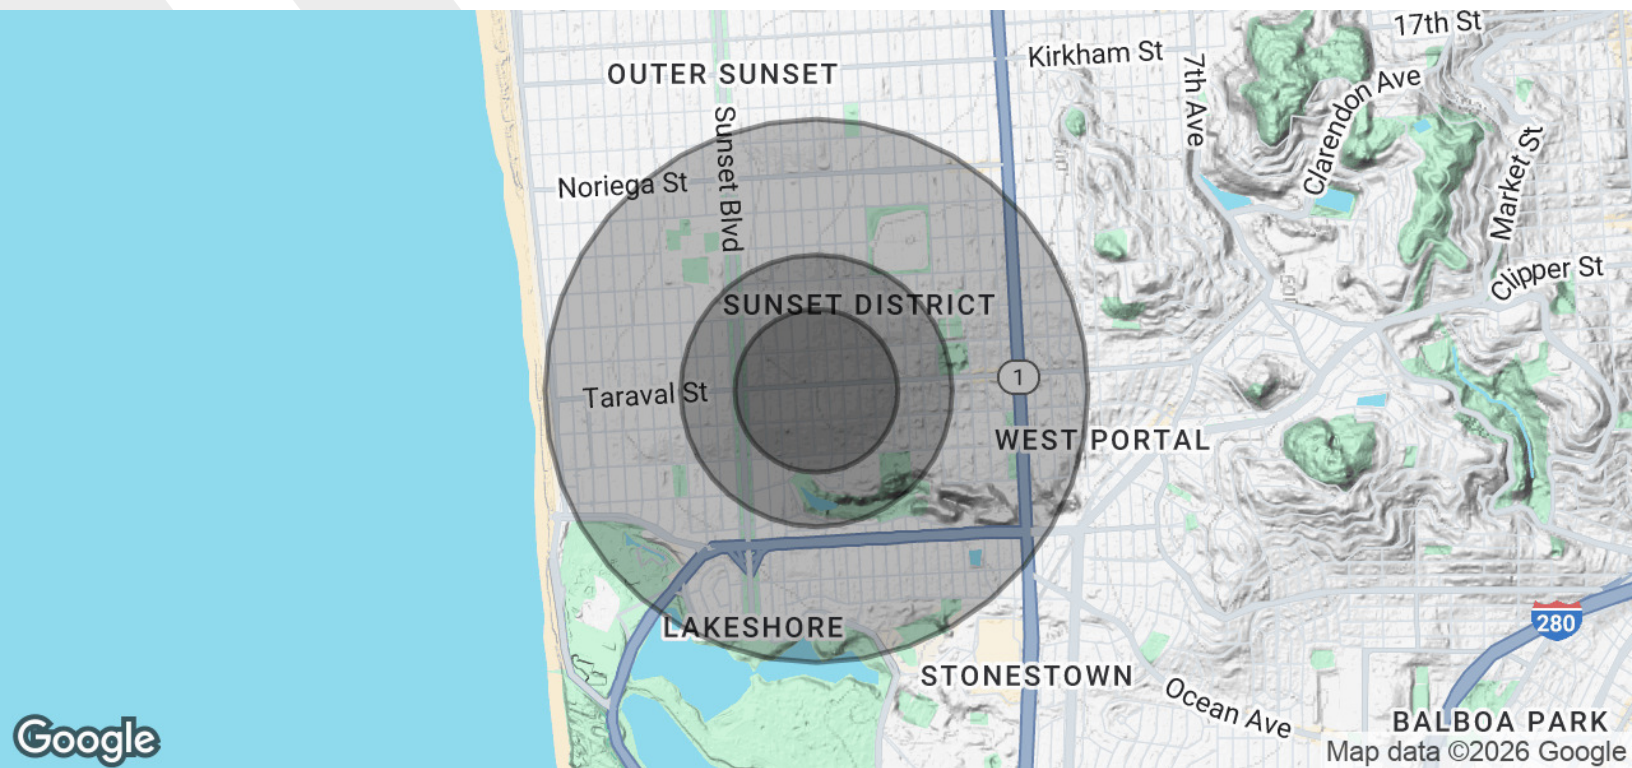 17th St
Kirkham St
OUTER SUNSET
7th Ave
Clarendon Ave
Sunset Blvd
Market St
Noriega St
Clipper St
SUNSET DISTRICT
1
Taraval St
WEST PORTAL
LAKESHORE
280
STONESTOWN
Ocean Ave
BALBOA PARK
Google
Map data ©2026 Google